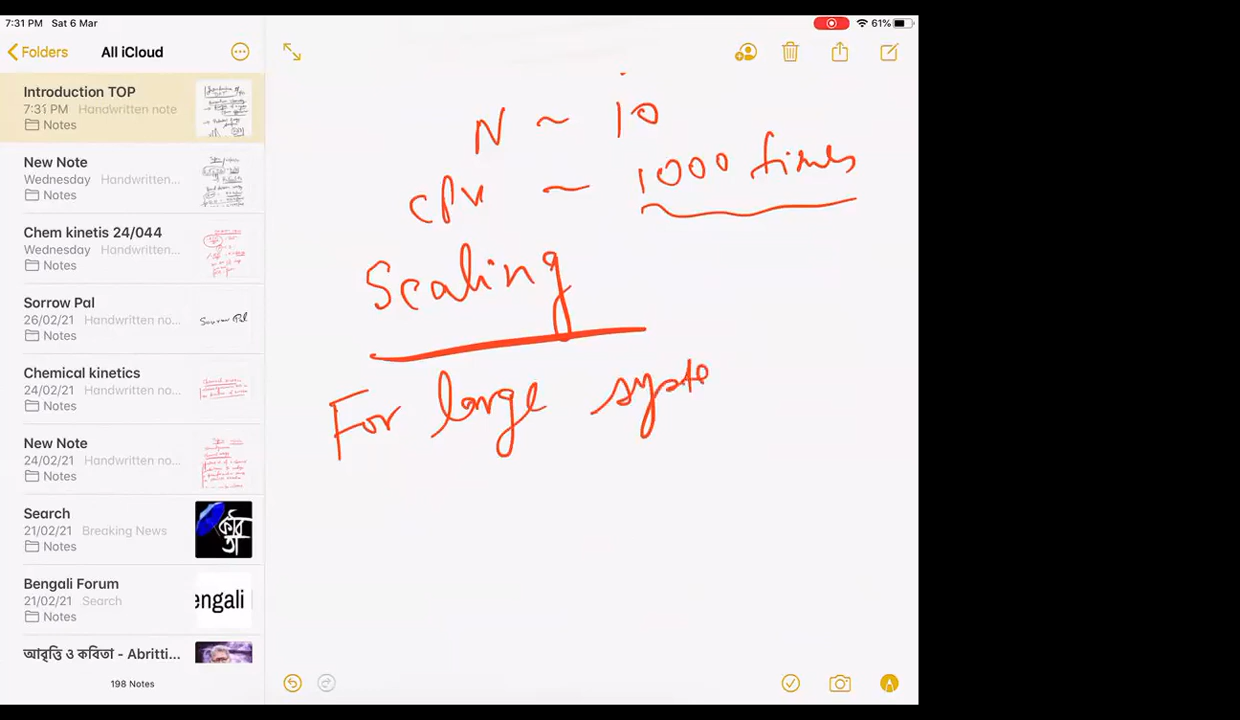 7:31 PM Sat 6 Mar
61%
Folders
All iCloud
Introduction TOP
7:31 PM Handwritten note
Notes
New Note
Wednesday Handwritten...
Notes
Chem kinetis 24/044
Wednesday Handwritten...
Notes
Sorrow Pal
26/02/21 Handwritten no...
Notes
Sorrow Pal
Chemical kinetics
24/02/21 Handwritten no...
Notes
New Note
24/02/21 Handwritten no...
Notes
Search
21/02/21 Breaking News
Notes
Bengali Forum
21/02/21 Search
Notes
engali
আবৃত্তি ও কবিতা - Abritti...
198 Notes
N ~ 10
CPU ~ 1000 times
Scaling
For large syste